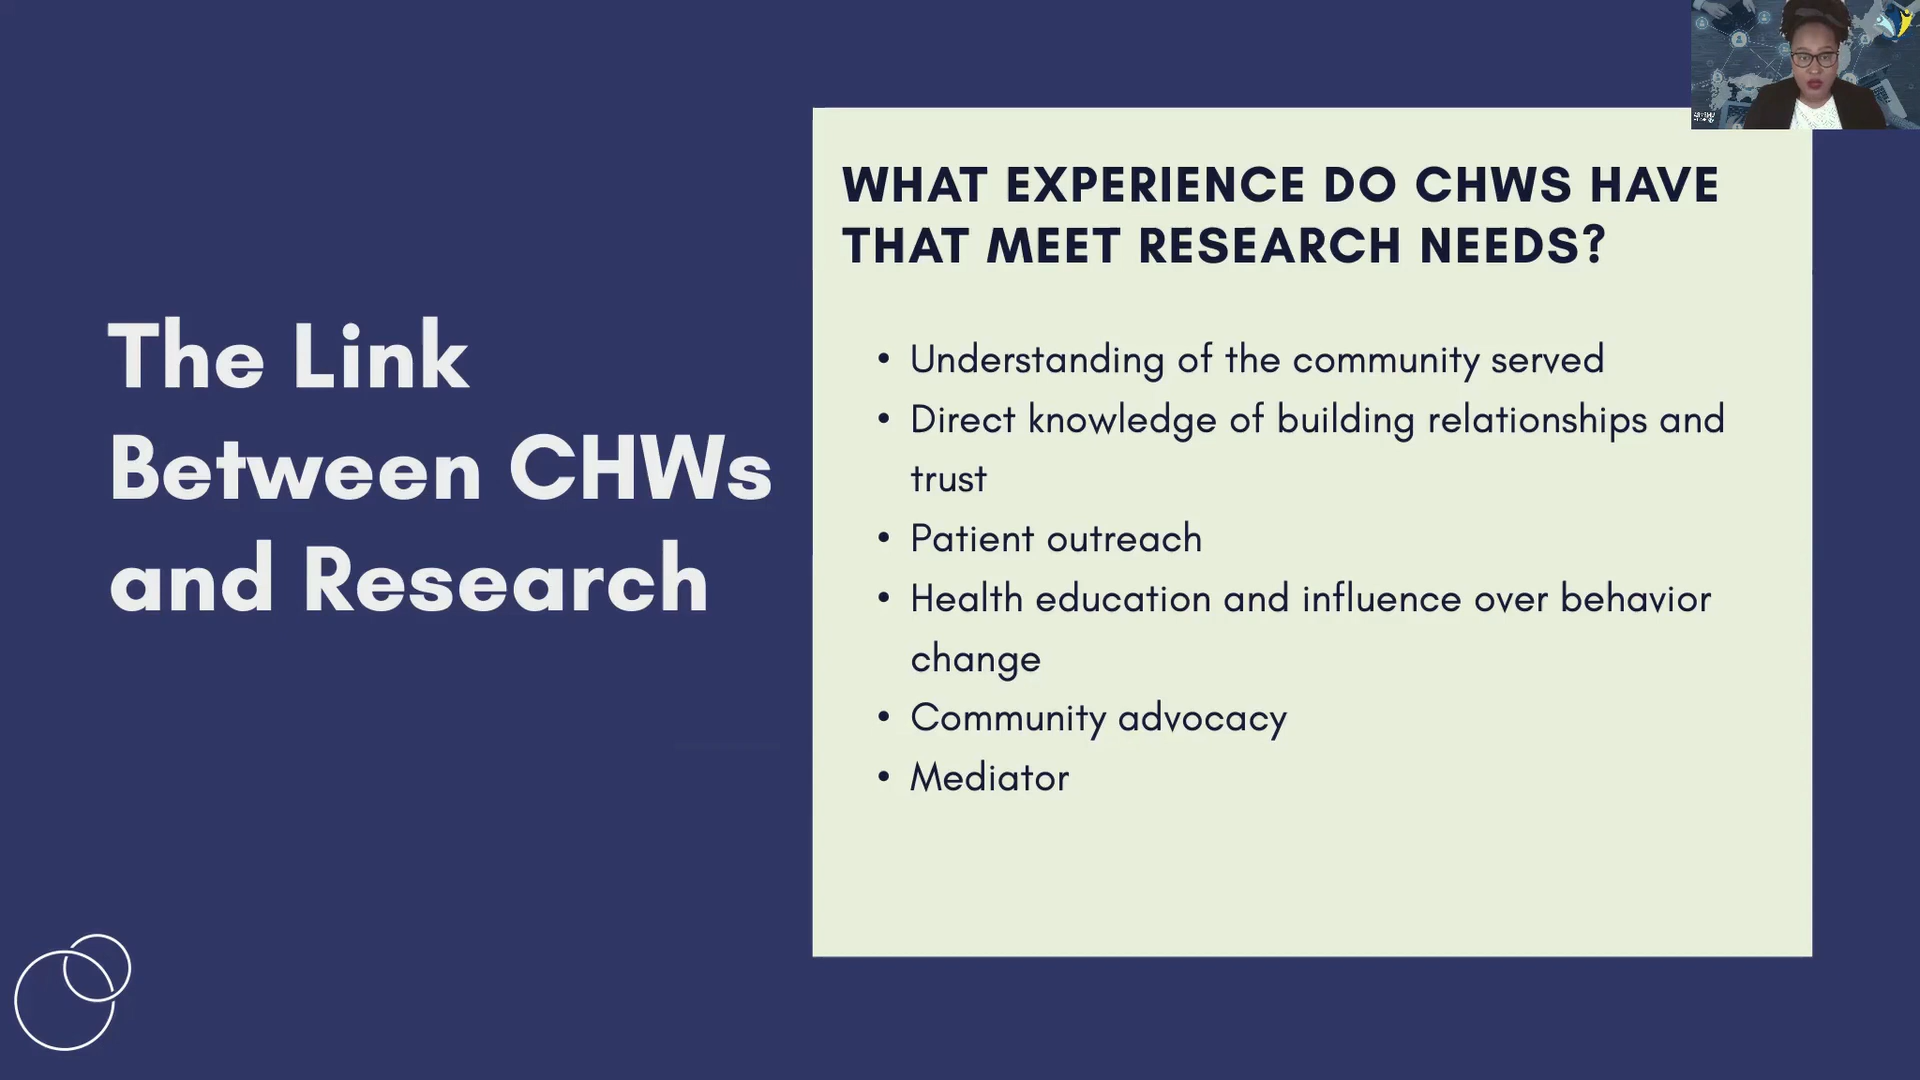 The Link
Between CHWs
and Research
WHAT EXPERIENCE DO CHWS HAVE
THAT MEET RESEARCH NEEDS?
• Understanding of the community served
• Direct knowledge of building relationships and
trust
• Patient outreach
• Health education and influence over behavior
change
• Community advocacy
• Mediator